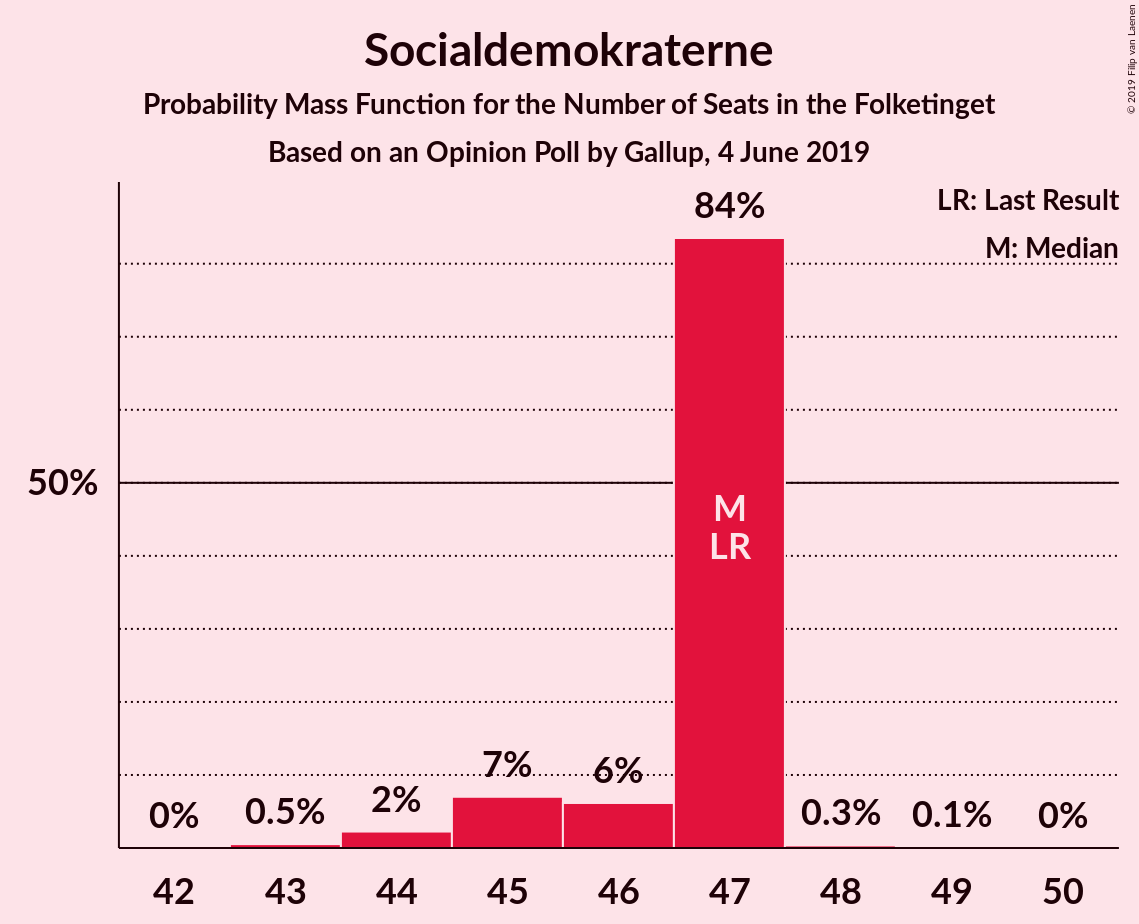 Socialdemokraterne
Probability Mass Function for the Number of Seats in the Folketinget
Based on an Opinion Poll by Gallup, 4 June 2019
© 2019 Filip van Laenen
LR: Last Result
M: Median
50%
0%
0.5%
2%
7%
6%
84%
0.3%
0.1%
0%
M
LR
42
43
44
45
46
47
48
49
50